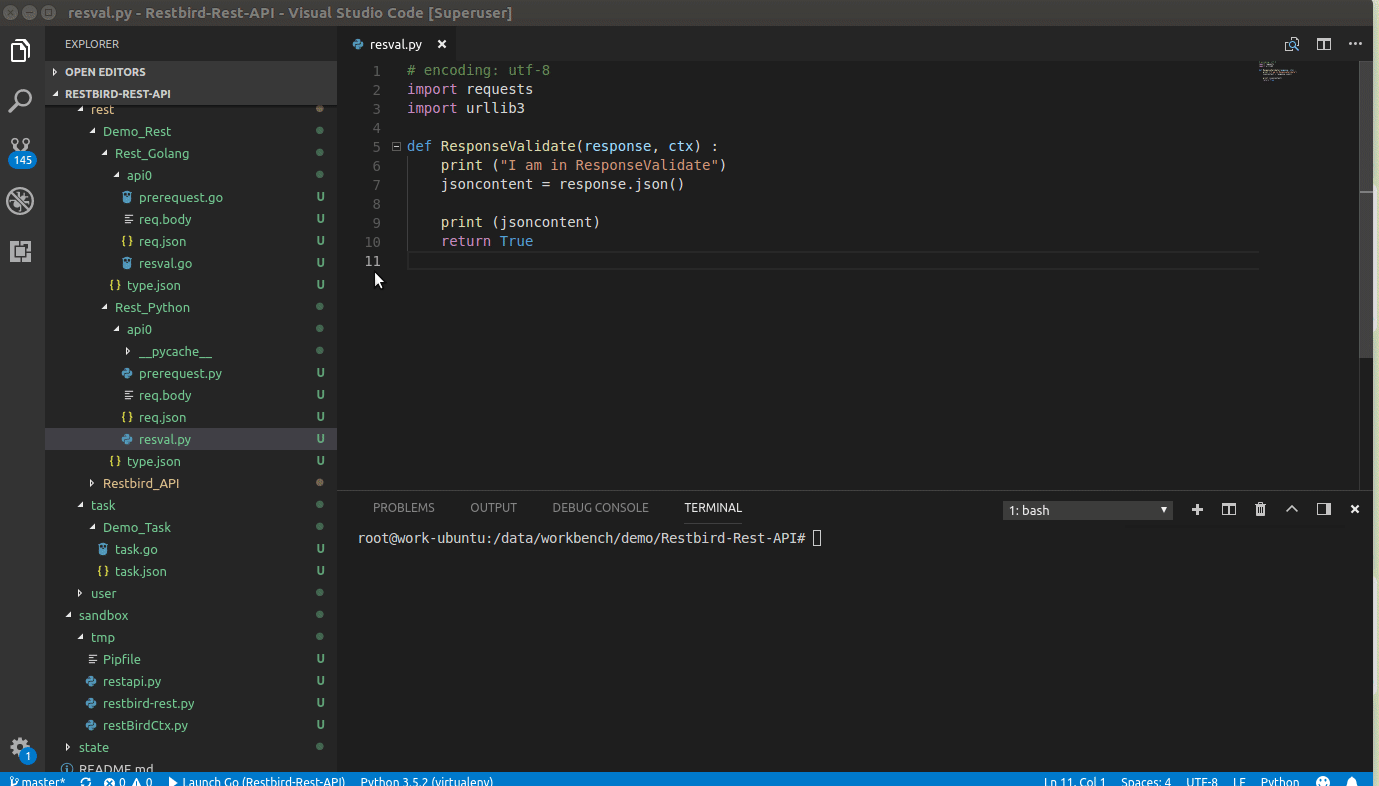 resval.py - Restbird-Rest-API - Visual Studio Code [Superuser]
EXPLORER
OPEN EDITORS
RESTBIRD-REST-API
rest
Demo_Rest
Rest_Golang
api0
prerequest.go U
req.body U
req.json U
resval.go U
type.json U
Rest_Python
api0
__pycache__
prerequest.py U
req.body U
req.json U
resval.py U
type.json U
Restbird_API
task
Demo_Task
task.go U
task.json U
user
sandbox
tmp
Pipfile U
restapi.py U
restbird-rest.py U
restBirdCtx.py U
state
README.md
145
1
resval.py
1 # encoding: utf-8
2 import requests
3 import urllib3
4
5 def ResponseValidate(response, ctx) :
6 print ("I am in ResponseValidate")
7 jsoncontent = response.json()
8
9 print (jsoncontent)
10 return True
11
PROBLEMS OUTPUT DEBUG CONSOLE TERMINAL 1: bash
root@work-ubuntu:/data/workbench/demo/Restbird-Rest-API#
master* 0 0 Launch Go (Restbird-Rest-API) Python 3.5.2 (virtualenv) Ln 11, Col 1 Spaces: 4 UTF-8 LF Python